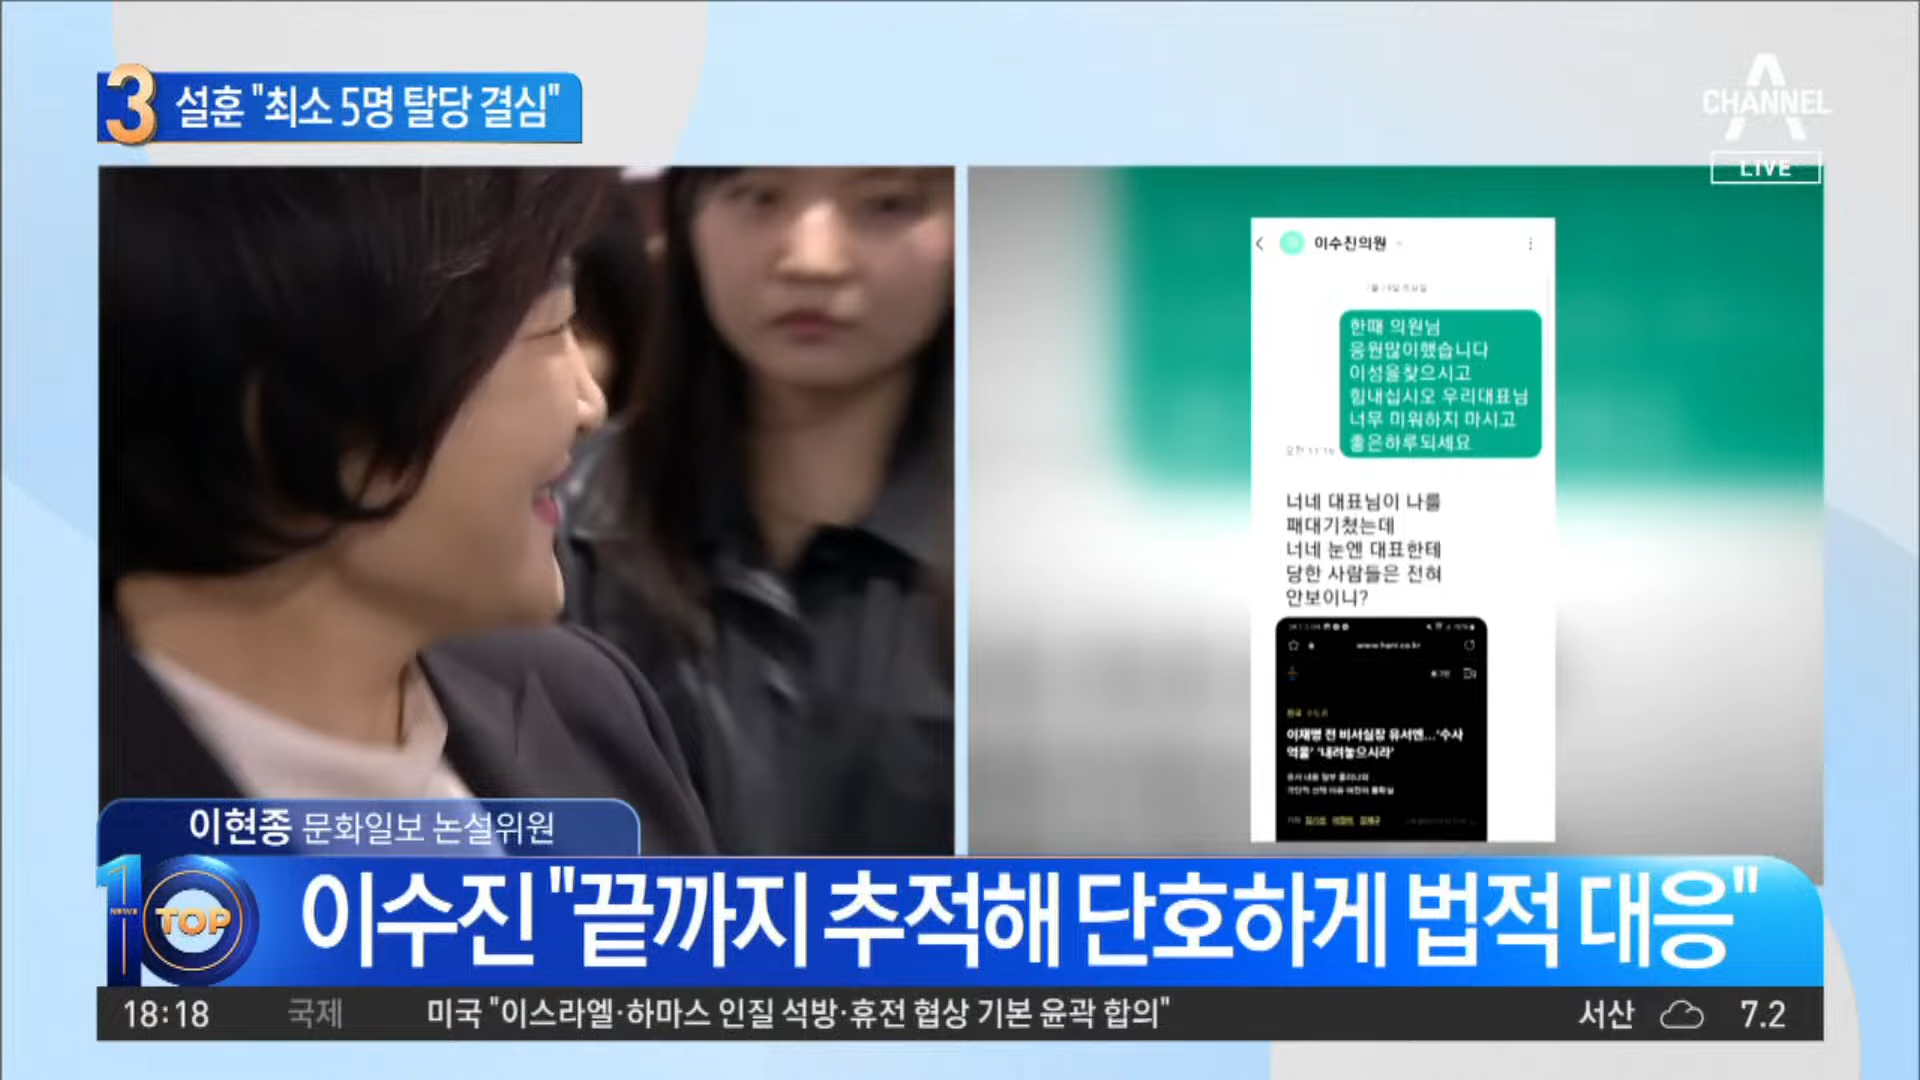 3 설훈 "최소 5명 탈당 결심"
CHANNEL A
LIVE
이수진의원
한때 의원님
응원많이했습니다
이성을찾으시고
힘내십시오 우리대표님
너무 미워하지 마시고
좋은하루되세요
너네 대표님이 나를
패대기쳤는데
너네 눈엔 대표한테
당한 사람들은 전혀
안보이니?
www.hani.co.kr
이재명 전 비서실장 유서엔…'수사
억울' '내려놓으시라'
이현종 문화일보 논설위원
NEWS TOP 10
이수진 "끝까지 추적해 단호하게 법적 대응"
18:18 국제 미국 "이스라엘·하마스 인질 석방·휴전 협상 기본 윤곽 합의" 서산 7.2